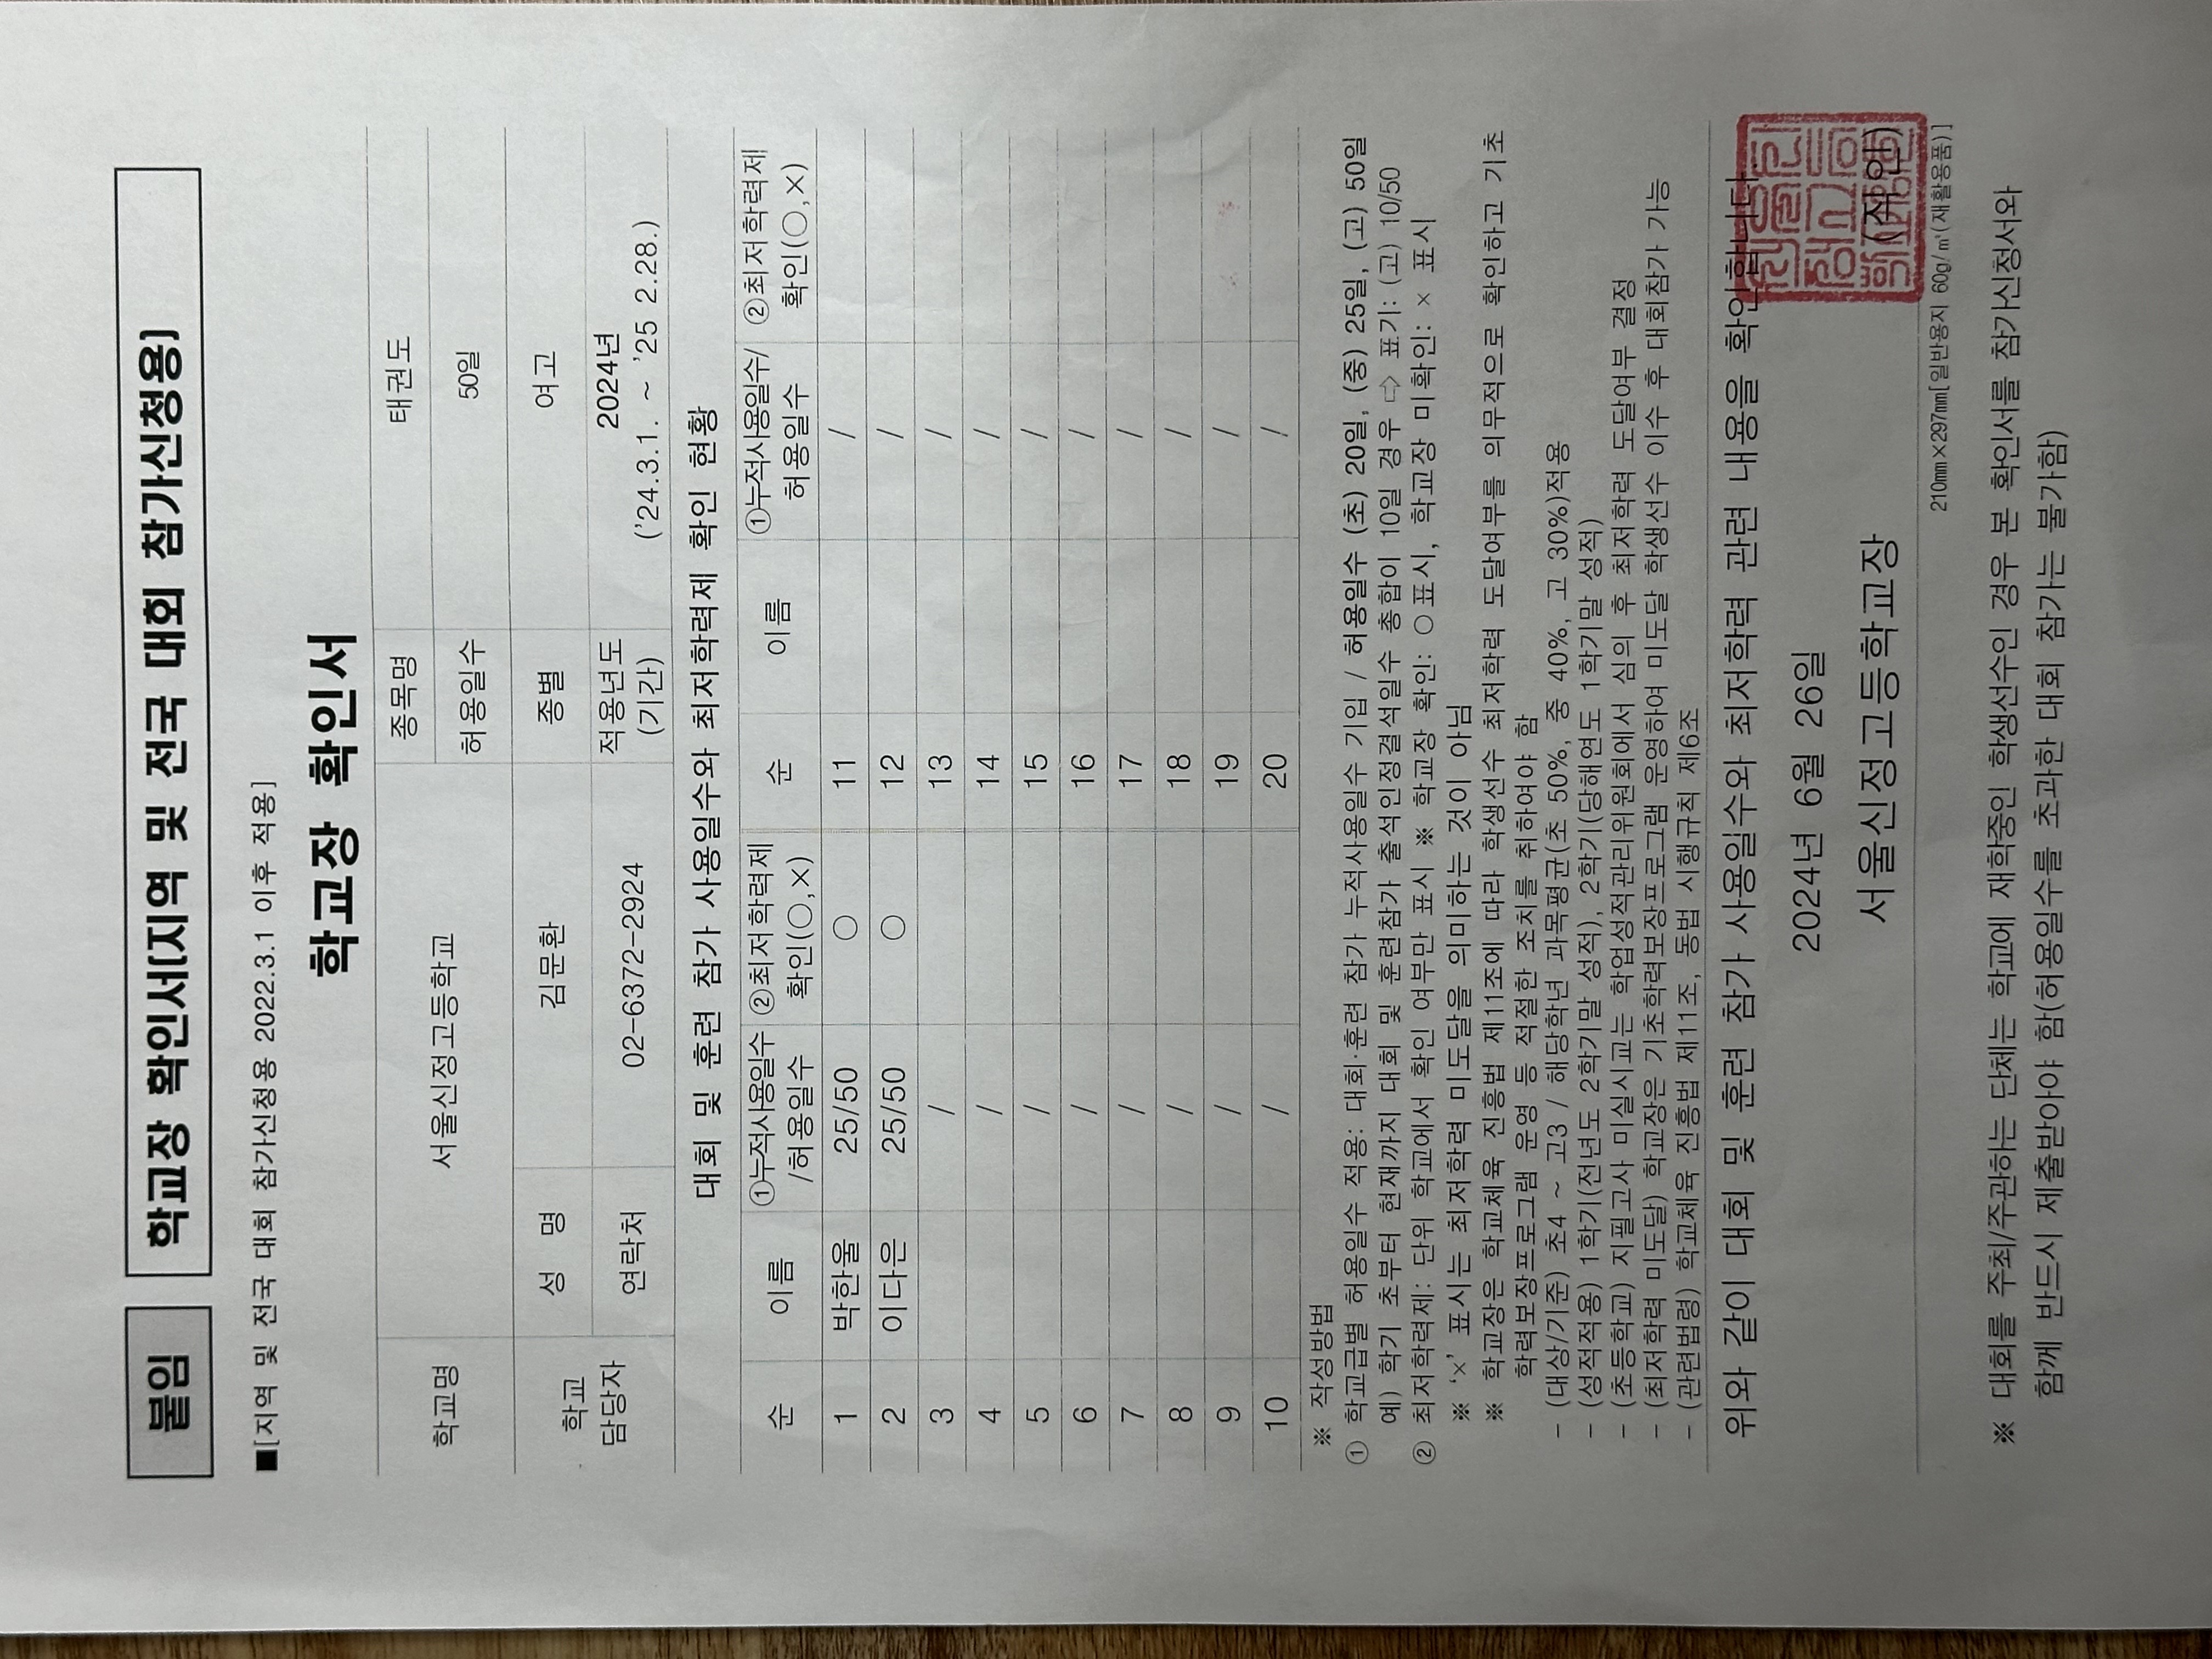 붙임 학교장 확인서(지역 및 전국 대회 참가신청용)
■[지역 및 전국 대회 참가신청용 2022.3.1 이후 적용]
학교장 확인서
학교명 서울신정고등학교 종목명 태권도
허용일수 50일
학교 담당자 성 명 김문환 종별 여고
연락처 02-6372-2924 적용년도 (기간) 2024년 ('24.3.1. ~ '25 2.28.)
대회 및 훈련 참가 사용일수와 최저학력제 확인 현황
순 이름 ①누적사용일수 /허용일수 ②최저학력제 확인(○,×) 순 이름 ①누적사용일수/ 허용일수 ②최저학력제 확인(○,×)
1 박한울 25/50 ○ 11 /
2 이다은 25/50 ○ 12 /
3 / 13 /
4 / 14 /
5 / 15 /
6 / 16 /
7 / 17 /
8 / 18 /
9 / 19 /
10 / 20 /
※ 작성방법
① 학교급별 허용일수 적용: 대회·훈련 참가 누적사용일수 기입 / 허용일수 (초) 20일, (중) 25일, (고) 50일
예) 학기 초부터 현재까지 대회 및 훈련참가 출석인정결석일수 총합이 10일 경우 ⇨ 표기: (고) 10/50
② 최저학력제: 단위 학교에서 확인 여부만 표시 ※ 학교장 확인: ○ 표시, 학교장 미확인: × 표시
※ '×' 표시는 최저학력 미도달을 의미하는 것이 아님
※ 학교장은 학교체육 진흥법 제11조에 따라 학생선수 최저학력 도달여부를 의무적으로 확인하고 기초
학력보장프로그램 운영 등 적절한 조치를 취하여야 함
- (대상/기준) 초4 ~ 고3 / 해당학년 과목평균(초 50%, 중 40%, 고 30%)적용
- (성적적용) 1학기(전년도 2학기말 성적), 2학기(당해연도 1학기말 성적)
- (초등학교) 지필고사 미실시교는 학업성적관리위원회에서 심의 후 최저학력 도달여부 결정
- (최저학력 미도달) 학교장은 기초학력보장프로그램 운영하여 미도달 학생선수 이수 후 대회참가 가능
- (관련법령) 학교체육 진흥법 제11조, 동법 시행규칙 제6조
위와 같이 대회 및 훈련 참가 사용일수와 최저학력 관련 내용을 확인합니다.
2024년 6월 26일
서울신정고등학교장 (직인)
210mm×297mm[일반용지 60g/㎡(재활용품)]
※ 대회를 주최/주관하는 단체는 학교에 재학중인 학생선수인 경우 본 확인서를 참가신청서와
함께 반드시 제출받아야 함(허용일수를 초과한 대회 참가는 불가함)